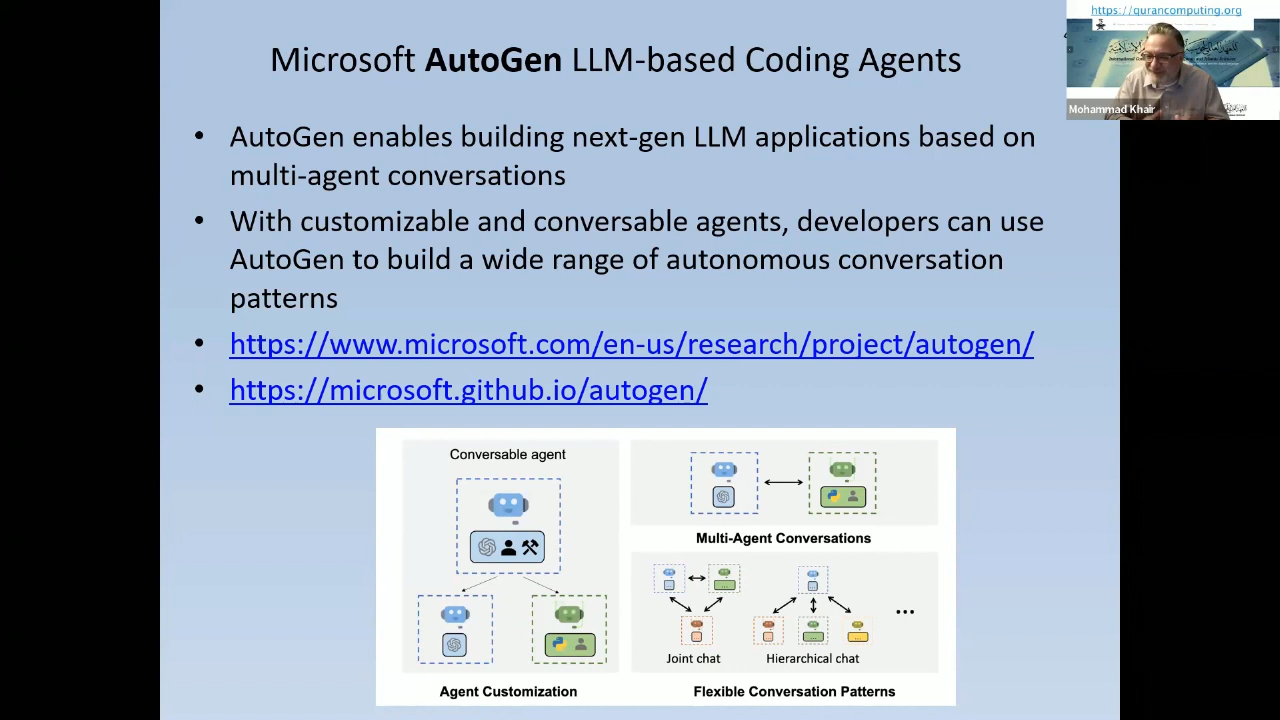 https://qurancomputing.org
Mohammad Khair
Microsoft AutoGen LLM-based Coding Agents
• AutoGen enables building next-gen LLM applications based on
multi-agent conversations
• With customizable and conversable agents, developers can use
AutoGen to build a wide range of autonomous conversation
patterns
• https://www.microsoft.com/en-us/research/project/autogen/
• https://microsoft.github.io/autogen/
Conversable agent
Agent Customization
Multi-Agent Conversations
...
Joint chat
Hierarchical chat
Flexible Conversation Patterns